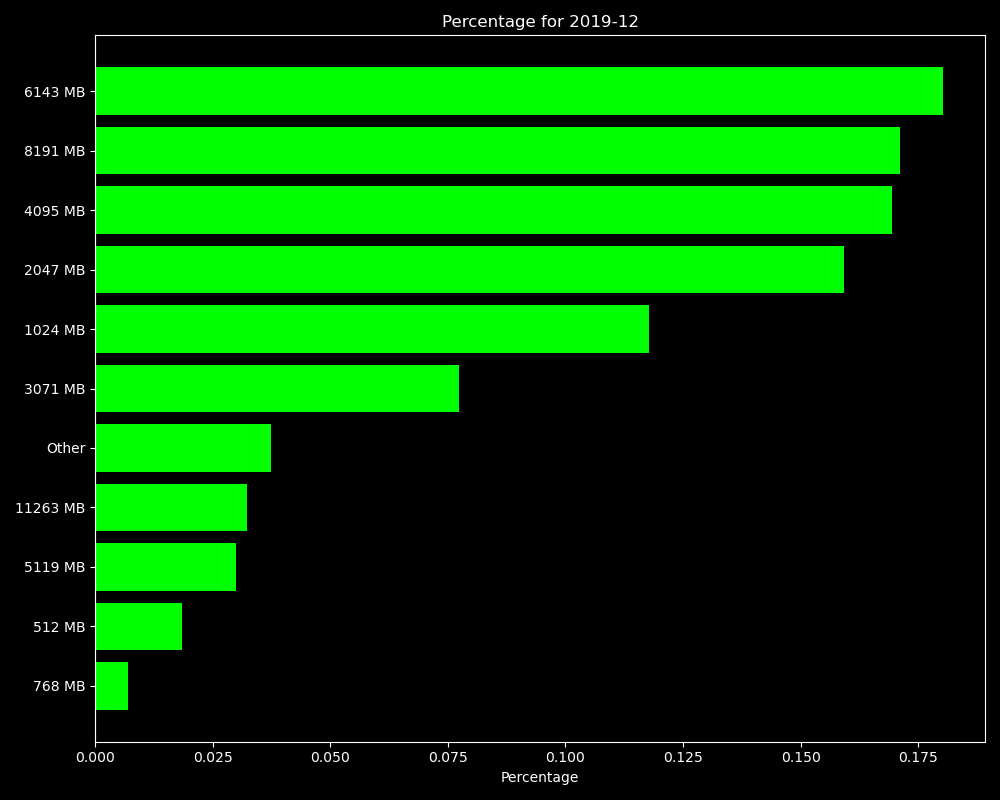 Percentage for 2019-12
6143 MB
8191 MB
4095 MB
2047 MB
1024 MB
3071 MB
Other
11263 MB
5119 MB
512 MB
768 MB
0.000 0.025 0.050 0.075 0.100 0.125 0.150 0.175
Percentage